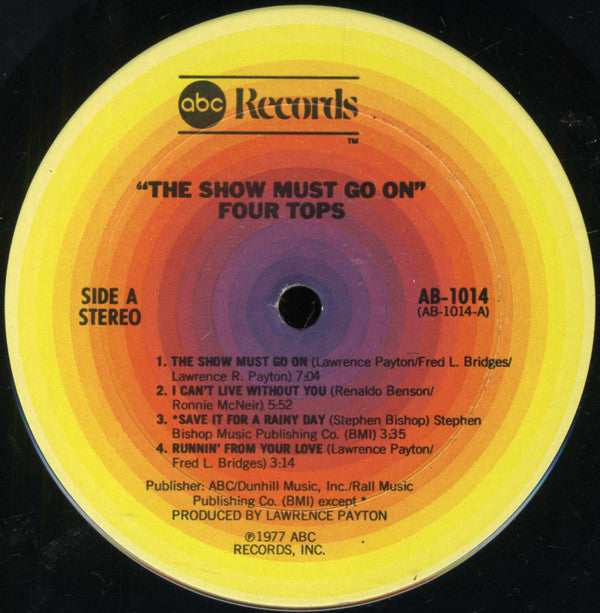 abc Records
TM
"THE SHOW MUST GO ON"
FOUR TOPS
SIDE A
STEREO
AB-1014
(AB-1014-A)
1. THE SHOW MUST GO ON (Lawrence Payton/Fred L. Bridges/
Lawrence R. Payton) 7:04
2. I CAN'T LIVE WITHOUT YOU (Renaldo Benson/
Ronnie McNeir) 5:52
3. *SAVE IT FOR A RAINY DAY (Stephen Bishop) Stephen
Bishop Music Publishing Co. (BMI) 3:35
4. RUNNIN' FROM YOUR LOVE (Lawrence Payton/
Fred L. Bridges) 3:14
Publisher: ABC/Dunhill Music, Inc./Rall Music
Publishing Co. (BMI) except *
PRODUCED BY LAWRENCE PAYTON
℗1977 ABC
RECORDS, INC.